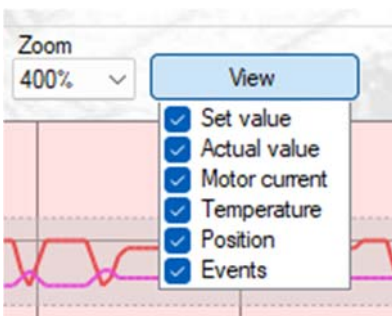 Zoom
400%
View
Set value
Actual value
Motor current
Temperature
Position
Events